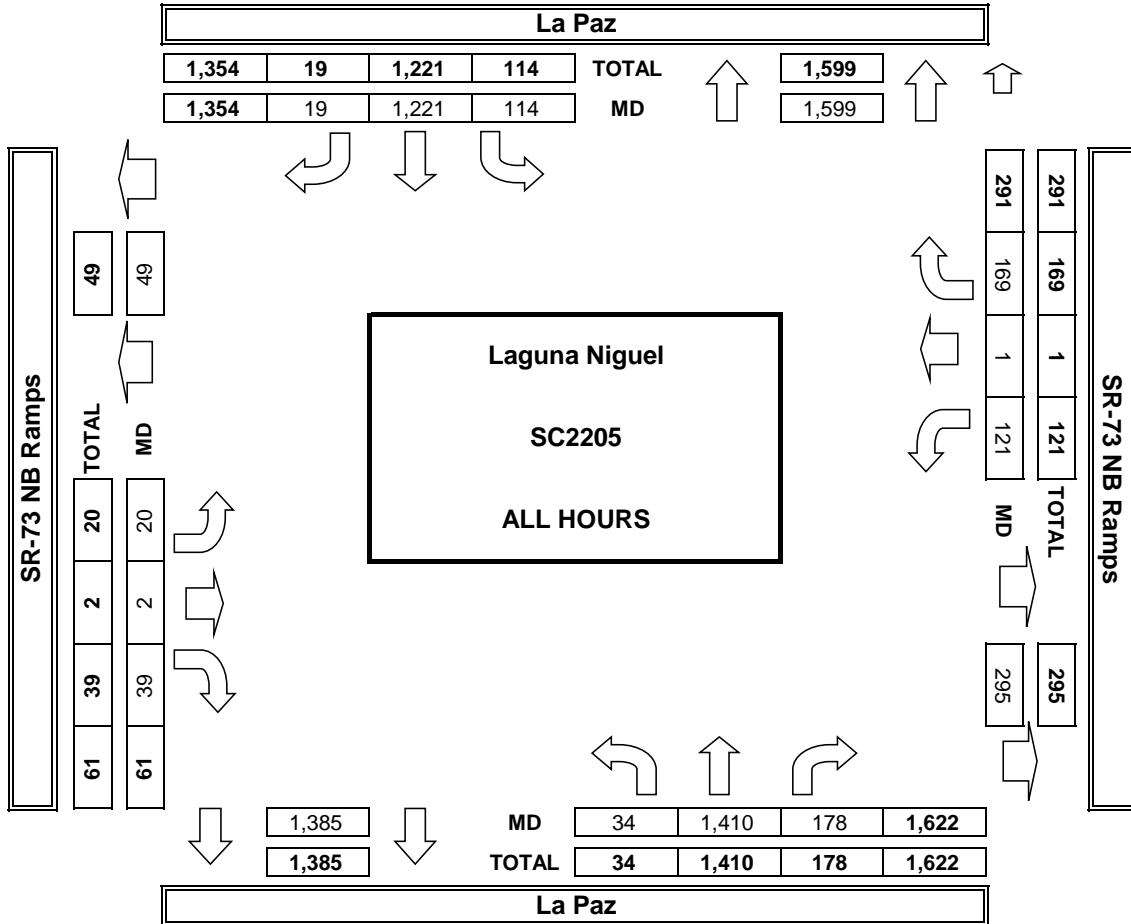 La Paz
1,354 19 1,221 114 TOTAL 1,599
1,354 19 1,221 114 MD 1,599
SR-73 NB Ramps
TOTAL
49
20
2
39
61
MD
49
20
2
39
61
Laguna Niguel
SC2205
ALL HOURS
MD
291
169
1
121
295
TOTAL
291
169
1
121
295
SR-73 NB Ramps
1,385 MD 34 1,410 178 1,622
1,385 TOTAL 34 1,410 178 1,622
La Paz